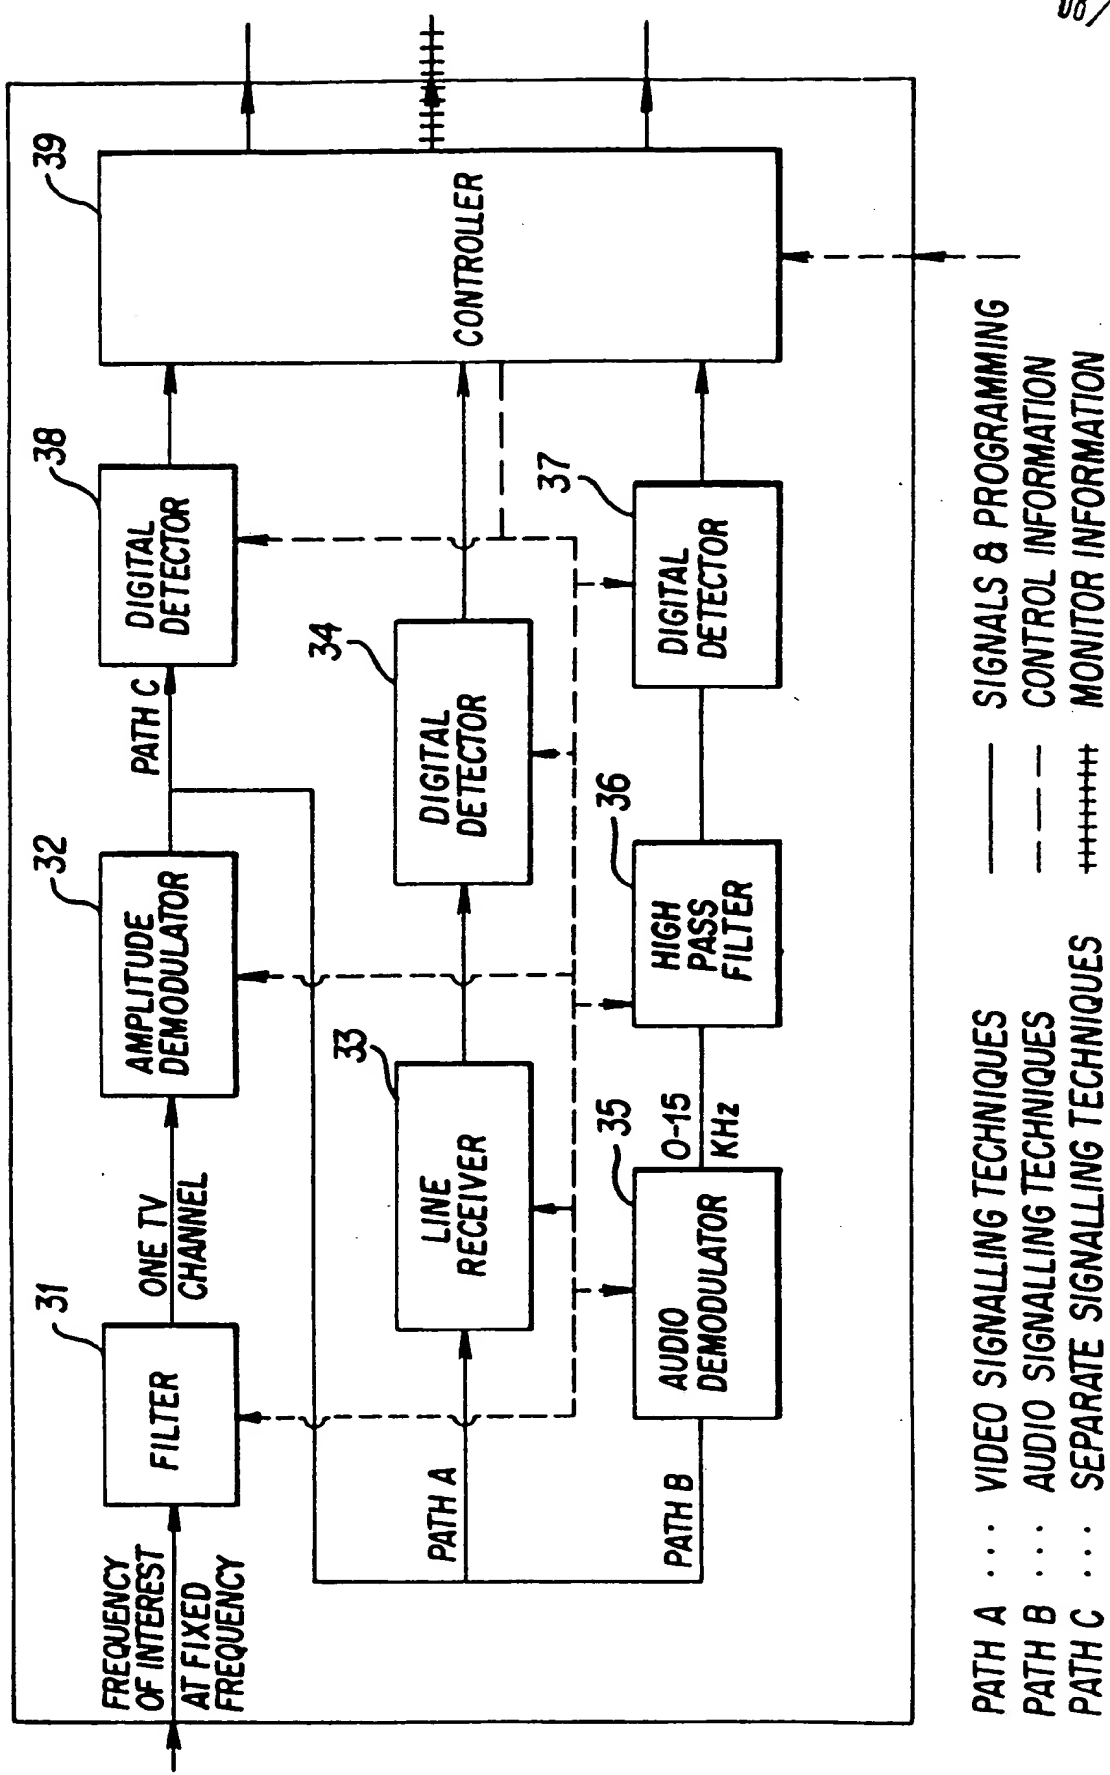 39
38
32
31
FREQUENCY
OF INTEREST
AT FIXED
FREQUENCY
FILTER
ONE TV
CHANNEL
AMPLITUDE
DEMODULATOR
PATH C
DIGITAL
DETECTOR
CONTROLLER
33
34
PATH A
LINE
RECEIVER
DIGITAL
DETECTOR
35
36
37
PATH B
AUDIO
DEMODULATOR
0-15
KHz
HIGH
PASS
FILTER
DIGITAL
DETECTOR
PATH A ... VIDEO SIGNALLING TECHNIQUES
PATH B ... AUDIO SIGNALLING TECHNIQUES
PATH C ... SEPARATE SIGNALLING TECHNIQUES
SIGNALS & PROGRAMMING
CONTROL INFORMATION
MONITOR INFORMATION